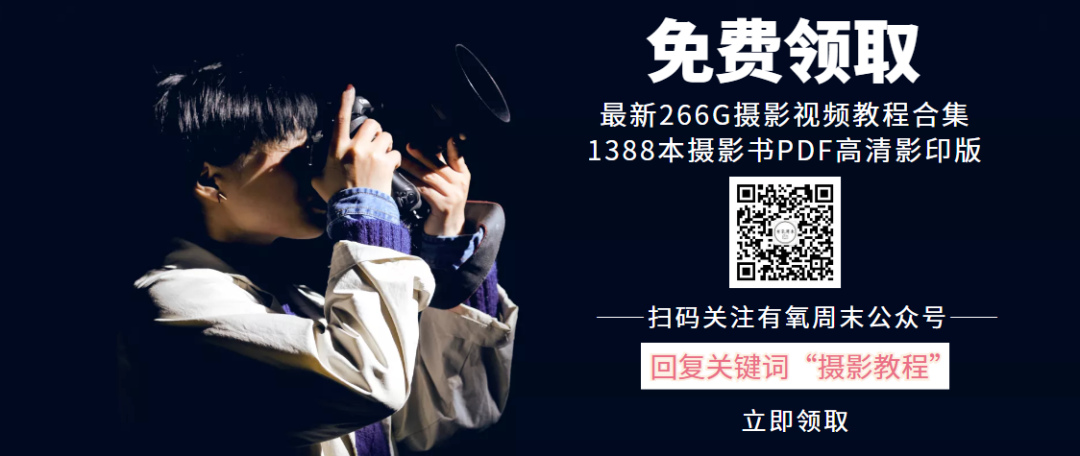 免费领取
最新266G摄影视频教程合集
1388本摄影书PDF高清影印版
扫码关注有氧周末公众号
回复关键词“摄影教程”
立即领取